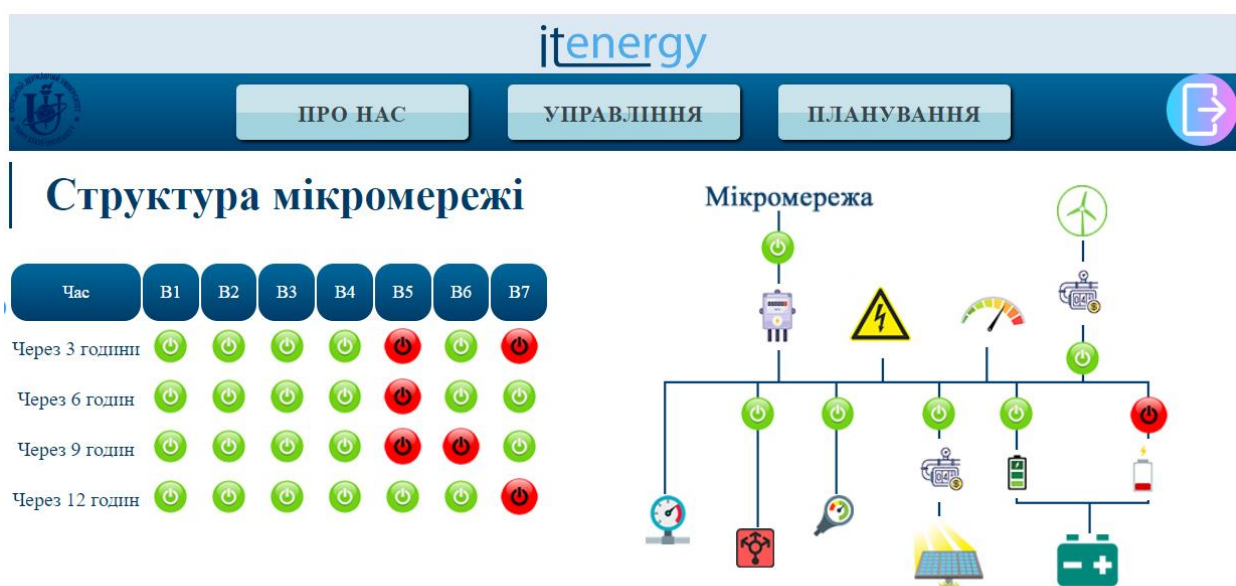 itenergy
ПРО НАС
УПРАВЛІННЯ
ПЛАНУВАННЯ
Структура мікромережі
Час B1 B2 B3 B4 B5 B6 B7
Через 3 години
Через 6 годин
Через 9 годин
Через 12 годин
Мікромережа